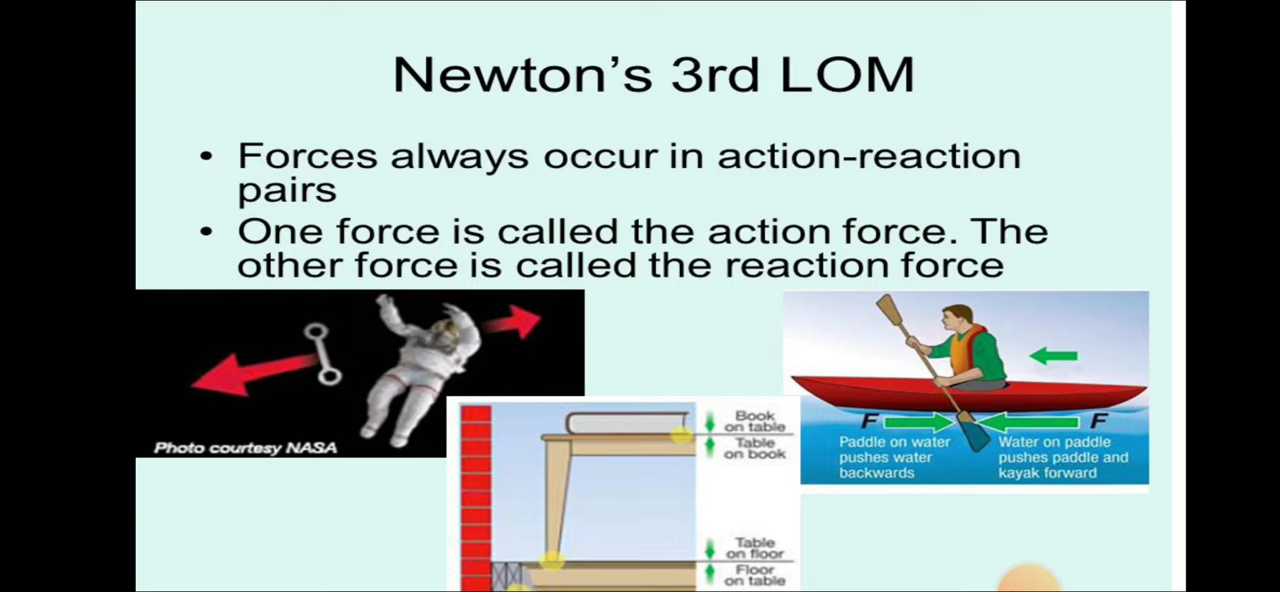 Newton's 3rd LOM
• Forces always occur in action-reaction
pairs
• One force is called the action force. The
other force is called the reaction force
Photo courtesy NASA
Book
on table
Table
on book
Table
on floor
Floor
on table
F
F
Paddle on water
pushes water
backwards
Water on paddle
pushes paddle and
kayak forward